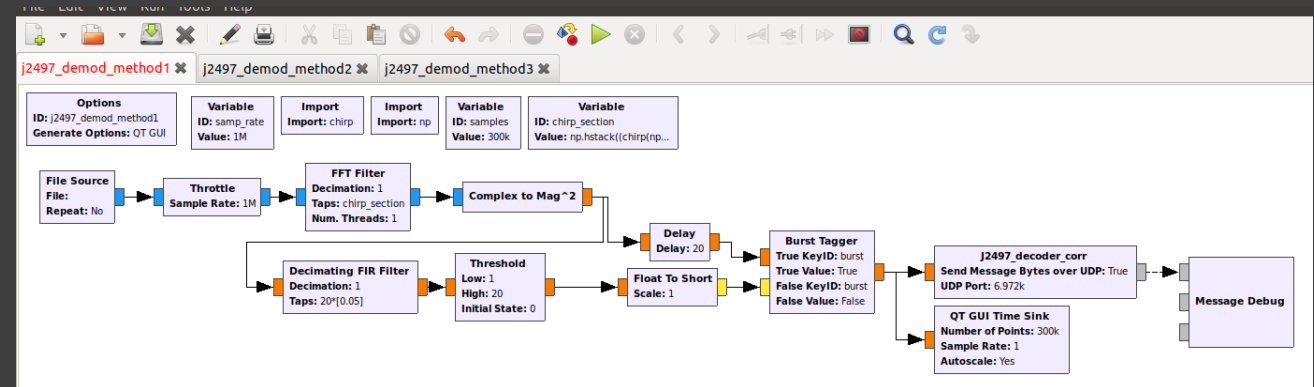 File Edit View Run Tools Help
j2497_demod_method1
j2497_demod_method2
j2497_demod_method3
Options
ID: j2497_demod_method1
Generate Options: QT GUI
Variable
ID: samp_rate
Value: 1M
Import
Import: chirp
Import
Import: np
Variable
ID: samples
Value: 300k
Variable
ID: chirp_section
Value: np.hstack((chirp(np...
File Source
File:
Repeat: No
Throttle
Sample Rate: 1M
FFT Filter
Decimation: 1
Taps: chirp_section
Num. Threads: 1
Complex to Mag^2
Delay
Delay: 20
Decimating FIR Filter
Decimation: 1
Taps: 20*[0.05]
Threshold
Low: 1
High: 20
Initial State: 0
Float To Short
Scale: 1
Burst Tagger
True KeyID: burst
True Value: True
False KeyID: burst
False Value: False
J2497_decoder_corr
Send Message Bytes over UDP: True
UDP Port: 6.972k
QT GUI Time Sink
Number of Points: 300k
Sample Rate: 1
Autoscale: Yes
Message Debug